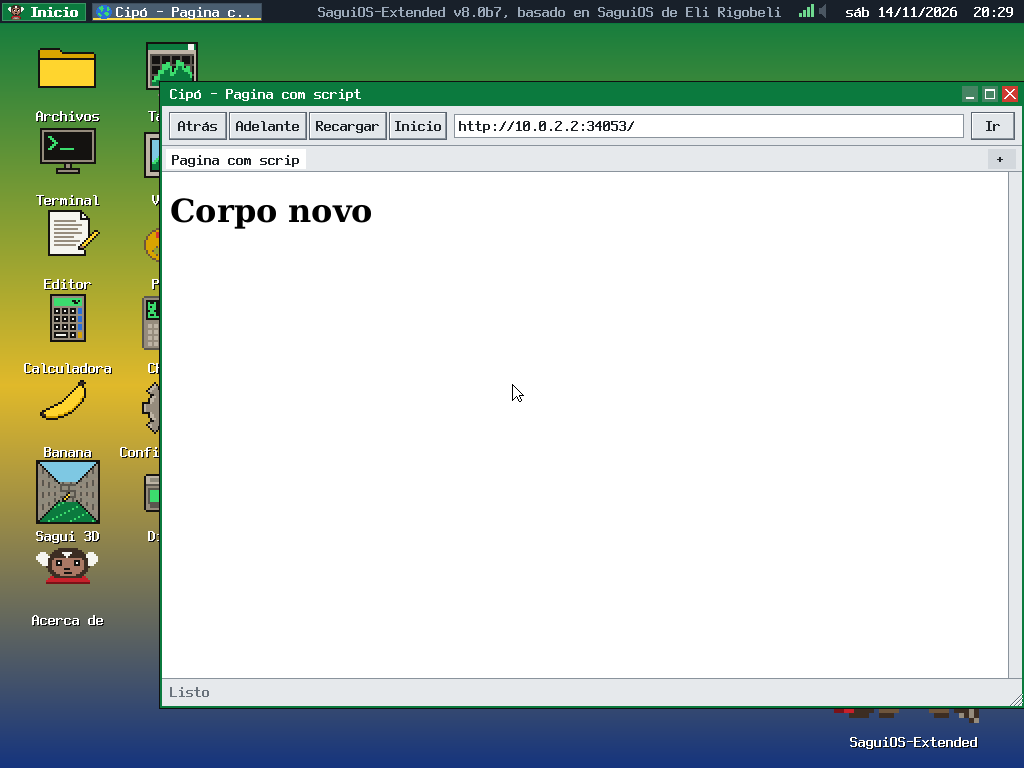 Inicio
Cipó - Pagina c..
SaguiOS-Extended v8.0b7, basado en SaguiOS de Eli Rigobeli
sáb 14/11/2026 20:29
Archivos
Terminal
Editor
Calculadora
Banana
Sagui 3D
Acerca de
Cipó - Pagina com script
Atrás
Adelante
Recargar
Inicio
http://10.0.2.2:34053/
Ir
Pagina com scrip
+
Corpo novo
Listo
SaguiOS-Extended